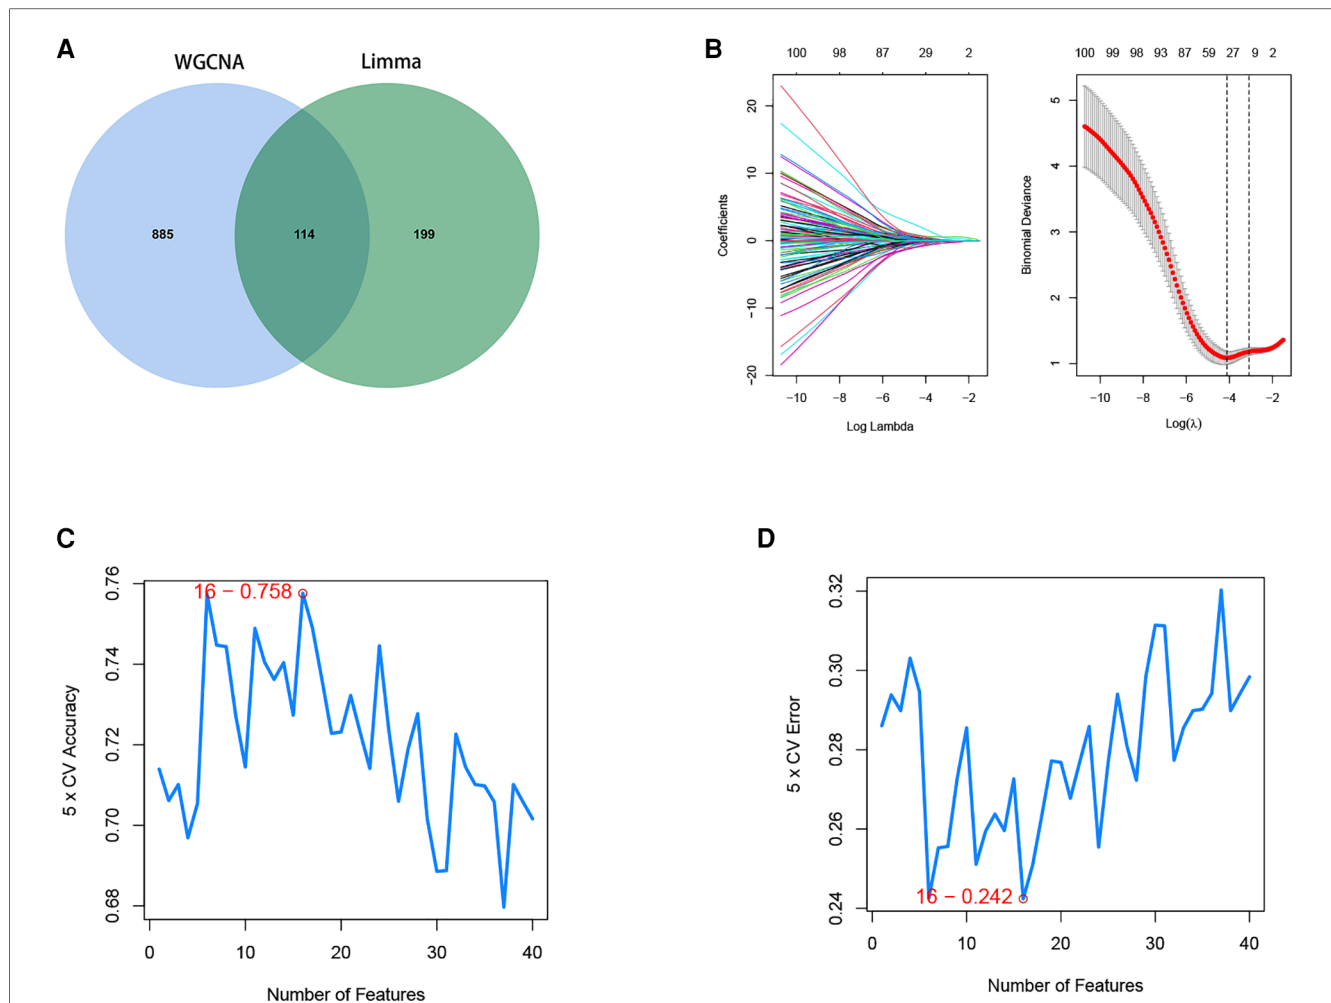 A
WGCNA
Limma
885
114
199
B
100 98 87 29 2
20
10
0
−10
−20
Coefficients
−10 −8 −6 −4 −2
Log Lambda
100 99 98 93 87 59 27 9 2
5
4
3
2
1
Binomial Deviance
−10 −8 −6 −4 −2
Log(λ)
C
0.76
0.74
0.72
0.70
0.68
5 x CV Accuracy
16 − 0.758
0 10 20 30 40
Number of Features
D
0.32
0.30
0.28
0.26
0.24
5 x CV Error
16 − 0.242
0 10 20 30 40
Number of Features